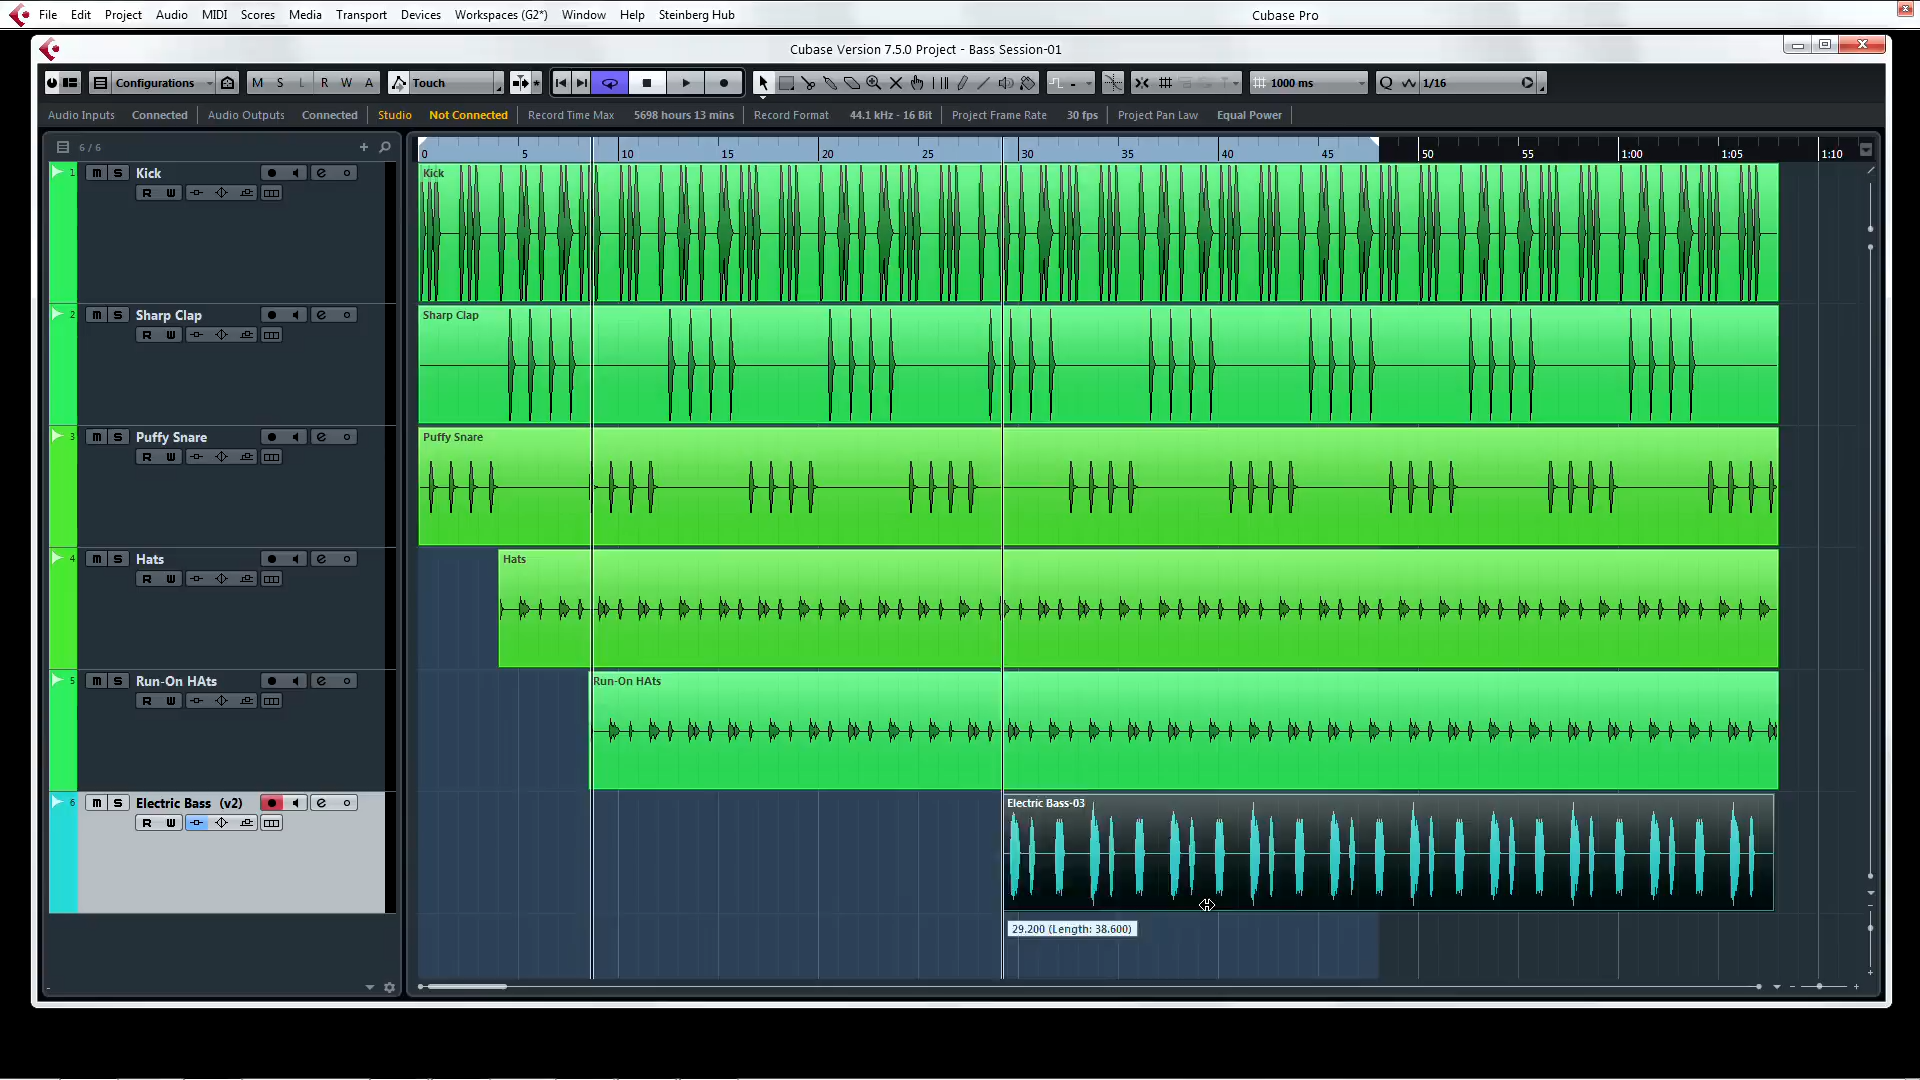 File Edit Project Audio MIDI Scores Media Transport Devices Workspaces (G2*) Window Help Steinberg Hub Cubase Pro
Cubase Version 7.5.0 Project - Bass Session-01
Configurations M S L R W A Touch 1000 ms Q 1/16
Audio Inputs Connected Audio Outputs Connected Studio Not Connected Record Time Max 5698 hours 13 mins Record Format 44.1 kHz - 16 Bit Project Frame Rate 30 fps Project Pan Law Equal Power
6 / 6
0 5 10 15 20 25 30 35 40 45 50 55 1:00 1:05 1:10
1 m S Kick e
R W
Kick
2 m S Sharp Clap e
R W
Sharp Clap
3 m S Puffy Snare e
R W
Puffy Snare
4 m S Hats e
R W
Hats
5 m S Run-On HAts e
R W
Run-On HAts
6 m S Electric Bass (v2) e
R W
Electric Bass-03
29.200 (Length: 38.600)